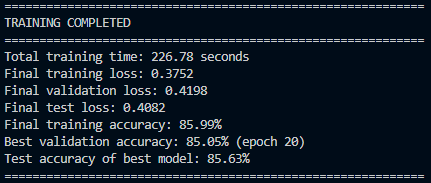 ============================================================
TRAINING COMPLETED
============================================================
Total training time: 226.78 seconds
Final training loss: 0.3752
Final validation loss: 0.4198
Final test loss: 0.4082
Final training accuracy: 85.99%
Best validation accuracy: 85.05% (epoch 20)
Test accuracy of best model: 85.63%
============================================================